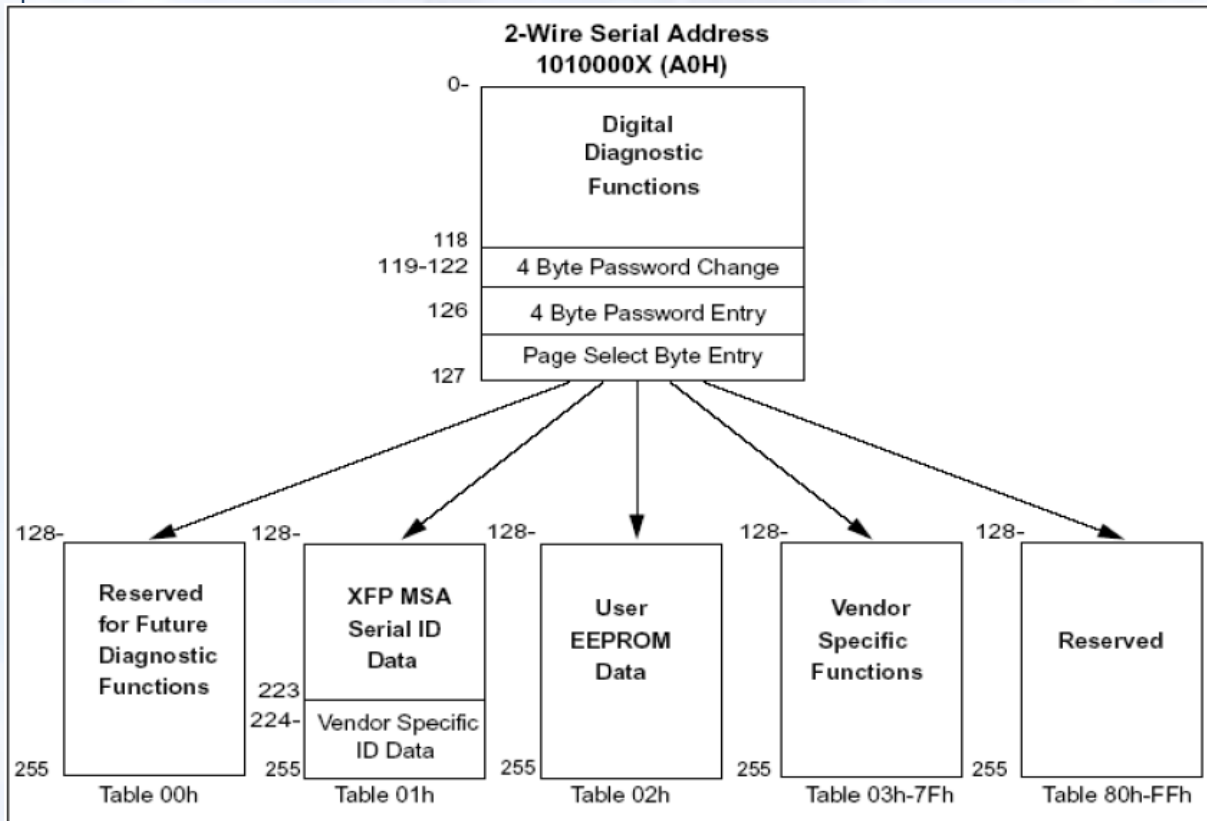 2-Wire Serial Address
1010000X (A0H)
0-
Digital
Diagnostic
Functions
118
119-122
4 Byte Password Change
126
4 Byte Password Entry
Page Select Byte Entry
127
128-
Reserved
for Future
Diagnostic
Functions
255
Table 00h
128-
XFP MSA
Serial ID
Data
223
224-
Vendor Specific
ID Data
255
Table 01h
128-
User
EEPROM
Data
255
Table 02h
128-
Vendor
Specific
Functions
255
Table 03h-7Fh
128-
Reserved
255
Table 80h-FFh